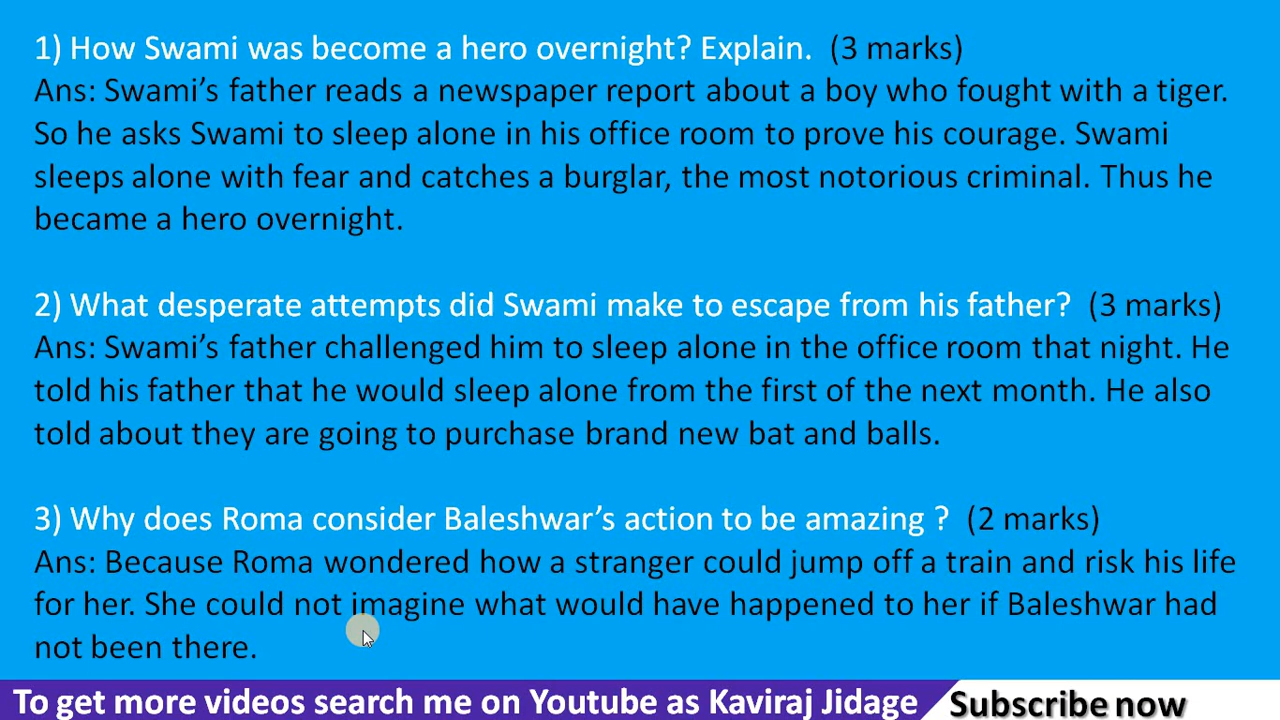 1) How Swami was become a hero overnight? Explain. (3 marks)
Ans: Swami’s father reads a newspaper report about a boy who fought with a tiger.
So he asks Swami to sleep alone in his office room to prove his courage. Swami
sleeps alone with fear and catches a burglar, the most notorious criminal. Thus he
became a hero overnight.
2) What desperate attempts did Swami make to escape from his father? (3 marks)
Ans: Swami’s father challenged him to sleep alone in the office room that night. He
told his father that he would sleep alone from the first of the next month. He also
told about they are going to purchase brand new bat and balls.
3) Why does Roma consider Baleshwar’s action to be amazing ? (2 marks)
Ans: Because Roma wondered how a stranger could jump off a train and risk his life
for her. She could not imagine what would have happened to her if Baleshwar had
not been there.
To get more videos search me on Youtube as Kaviraj Jidage Subscribe now